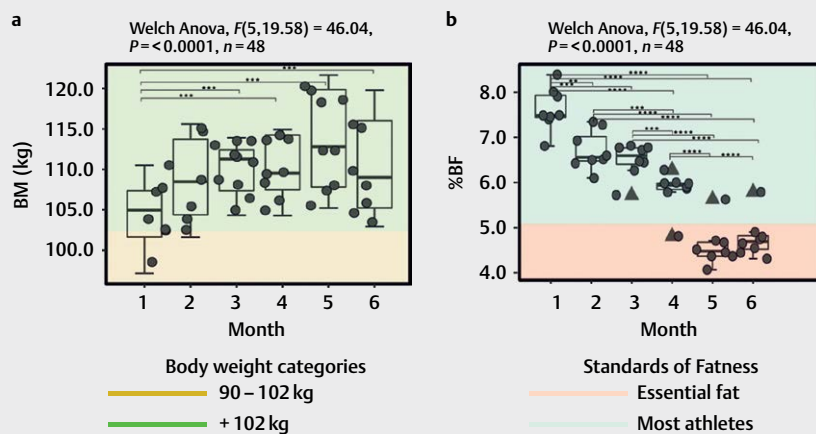 a
Welch Anova, F(5,19.58) = 46.04,
P = < 0.0001, n = 48
***
***
***
***
BM (kg)
120.0
115.0
110.0
105.0
100.0
1 2 3 4 5 6
Month
Body weight categories
90 – 102 kg
+ 102 kg
b
Welch Anova, F(5,19.58) = 46.04,
P = < 0.0001, n = 48
%BF
8.0
7.0
6.0
5.0
4.0
1 2 3 4 5 6
Month
Standards of Fatness
Essential fat
Most athletes